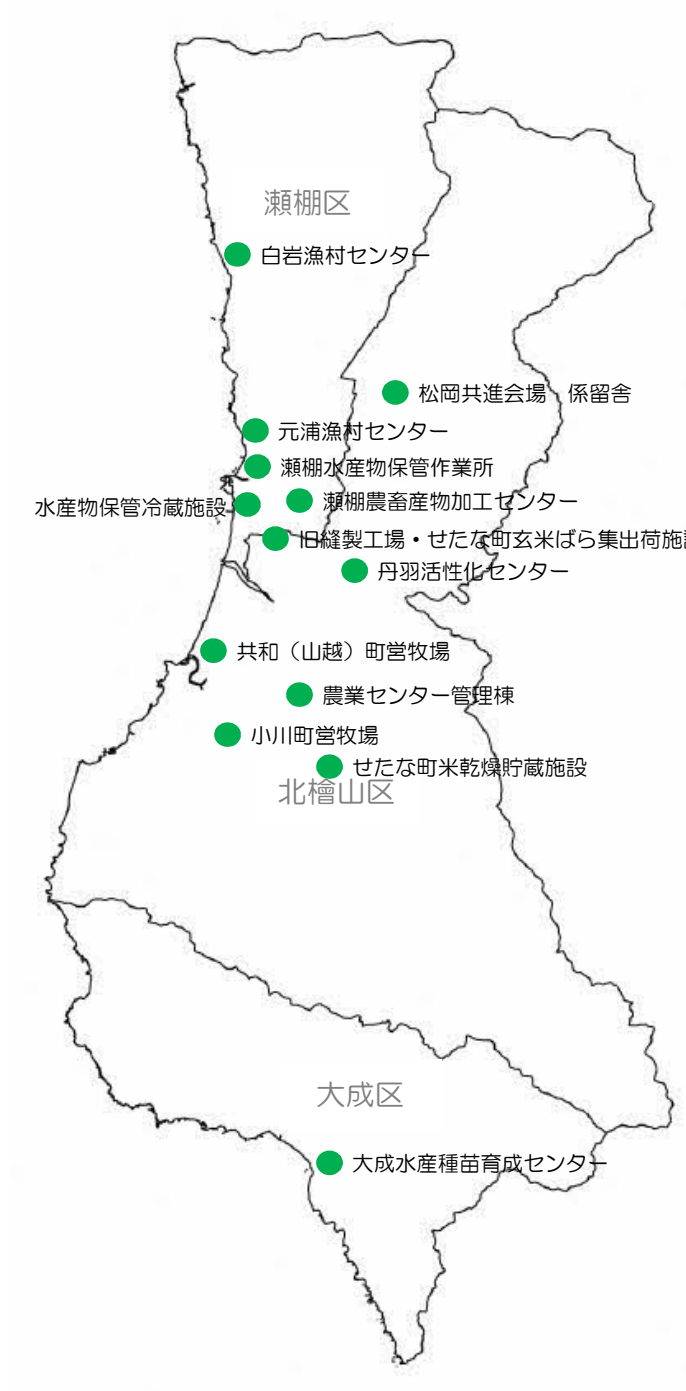 瀬棚区
白岩漁村センター
松岡共進会場　係留舎
元浦漁村センター
瀬棚水産物保管作業所
水産物保管冷蔵施設
瀬棚農畜産物加工センター
旧縫製工場・せたな町玄米ばら集出荷施設
丹羽活性化センター
共和（山越）町営牧場
農業センター管理棟
小川町営牧場
せたな町米乾燥貯蔵施設
北檜山区
大成区
大成水産種苗育成センター